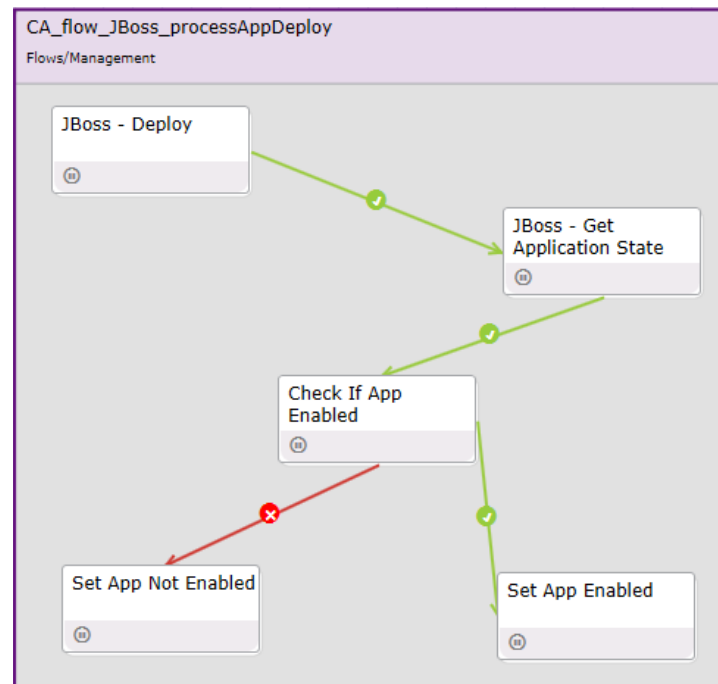 CA_flow_JBoss_processAppDeploy
Flows/Management
JBoss - Deploy
JBoss - Get
Application State
Check If App
Enabled
Set App Not Enabled
Set App Enabled